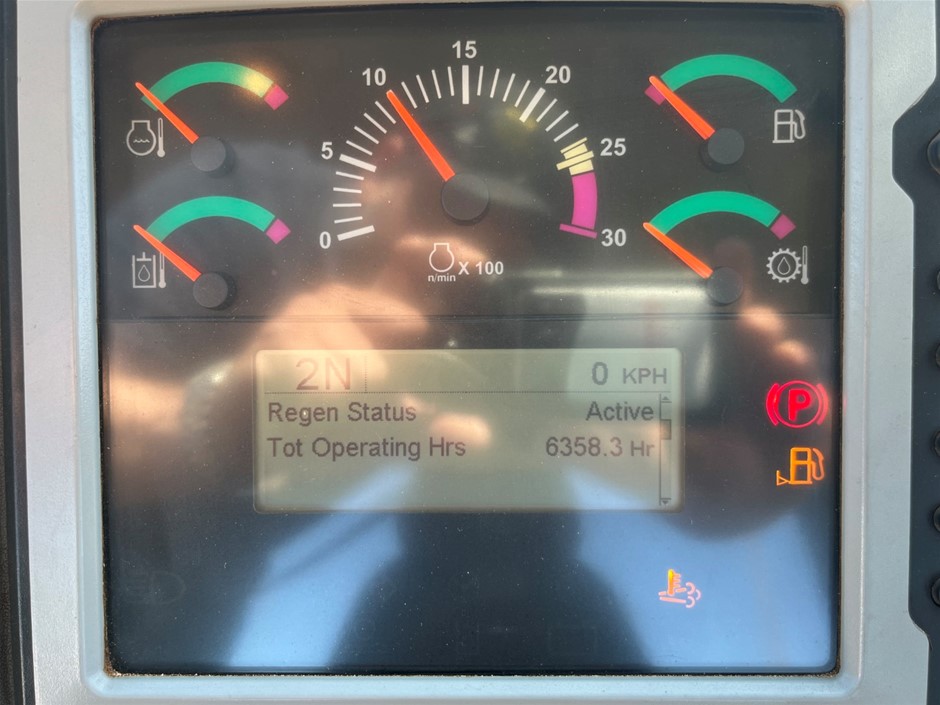 15
10 20
5 25
0 30
n/min X 100
2N 0 KPH
Regen Status Active
Tot Operating Hrs 6358.3 Hr
P